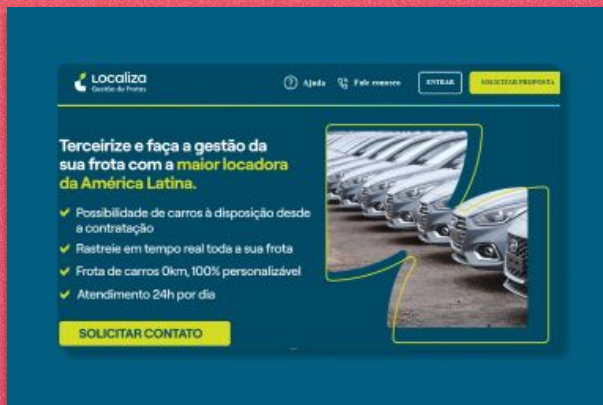 Localiza
Gestão de Frotas
Ajuda
Fale conosco
ENTRAR
SOLICITAR PROPOSTA
Terceirize e faça a gestão da
sua frota com a maior locadora
da América Latina.
Possibilidade de carros à disposição desde
a contratação
Rastreie em tempo real toda a sua frota
Frota de carros 0km, 100% personalizável
Atendimento 24h por dia
SOLICITAR CONTATO